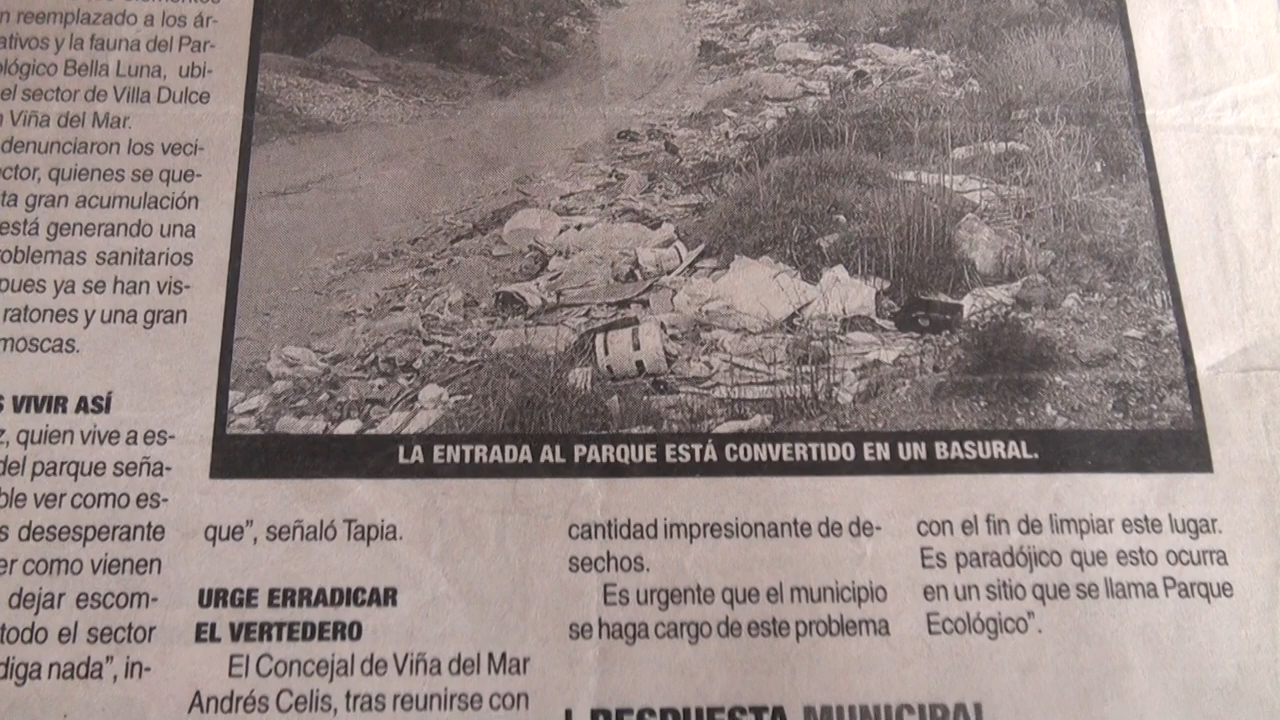 n reemplazado a los ár-
ativos y la fauna del Par-
ológico Bella Luna, ubi-
el sector de Villa Dulce
n Viña del Mar.
denunciaron los veci-
ctor, quienes se que-
ta gran acumulación
está generando una
roblemas sanitarios
pues ya se han vis-
ratones y una gran
moscas.
S VIVIR ASÍ
z, quien vive a es-
del parque seña-
ble ver como es-
s desesperante
er como vienen
dejar escom-
todo el sector
diga nada”, in-
LA ENTRADA AL PARQUE ESTÁ CONVERTIDO EN UN BASURAL.
que”, señaló Tapia.
URGE ERRADICAR
EL VERTEDERO
El Concejal de Viña del Mar
Andrés Celis, tras reunirse con
cantidad impresionante de de-
sechos.
Es urgente que el municipio
se haga cargo de este problema
con el fin de limpiar este lugar.
Es paradójico que esto ocurra
en un sitio que se llama Parque
Ecológico”.
RESPUESTA MUNICIPAL